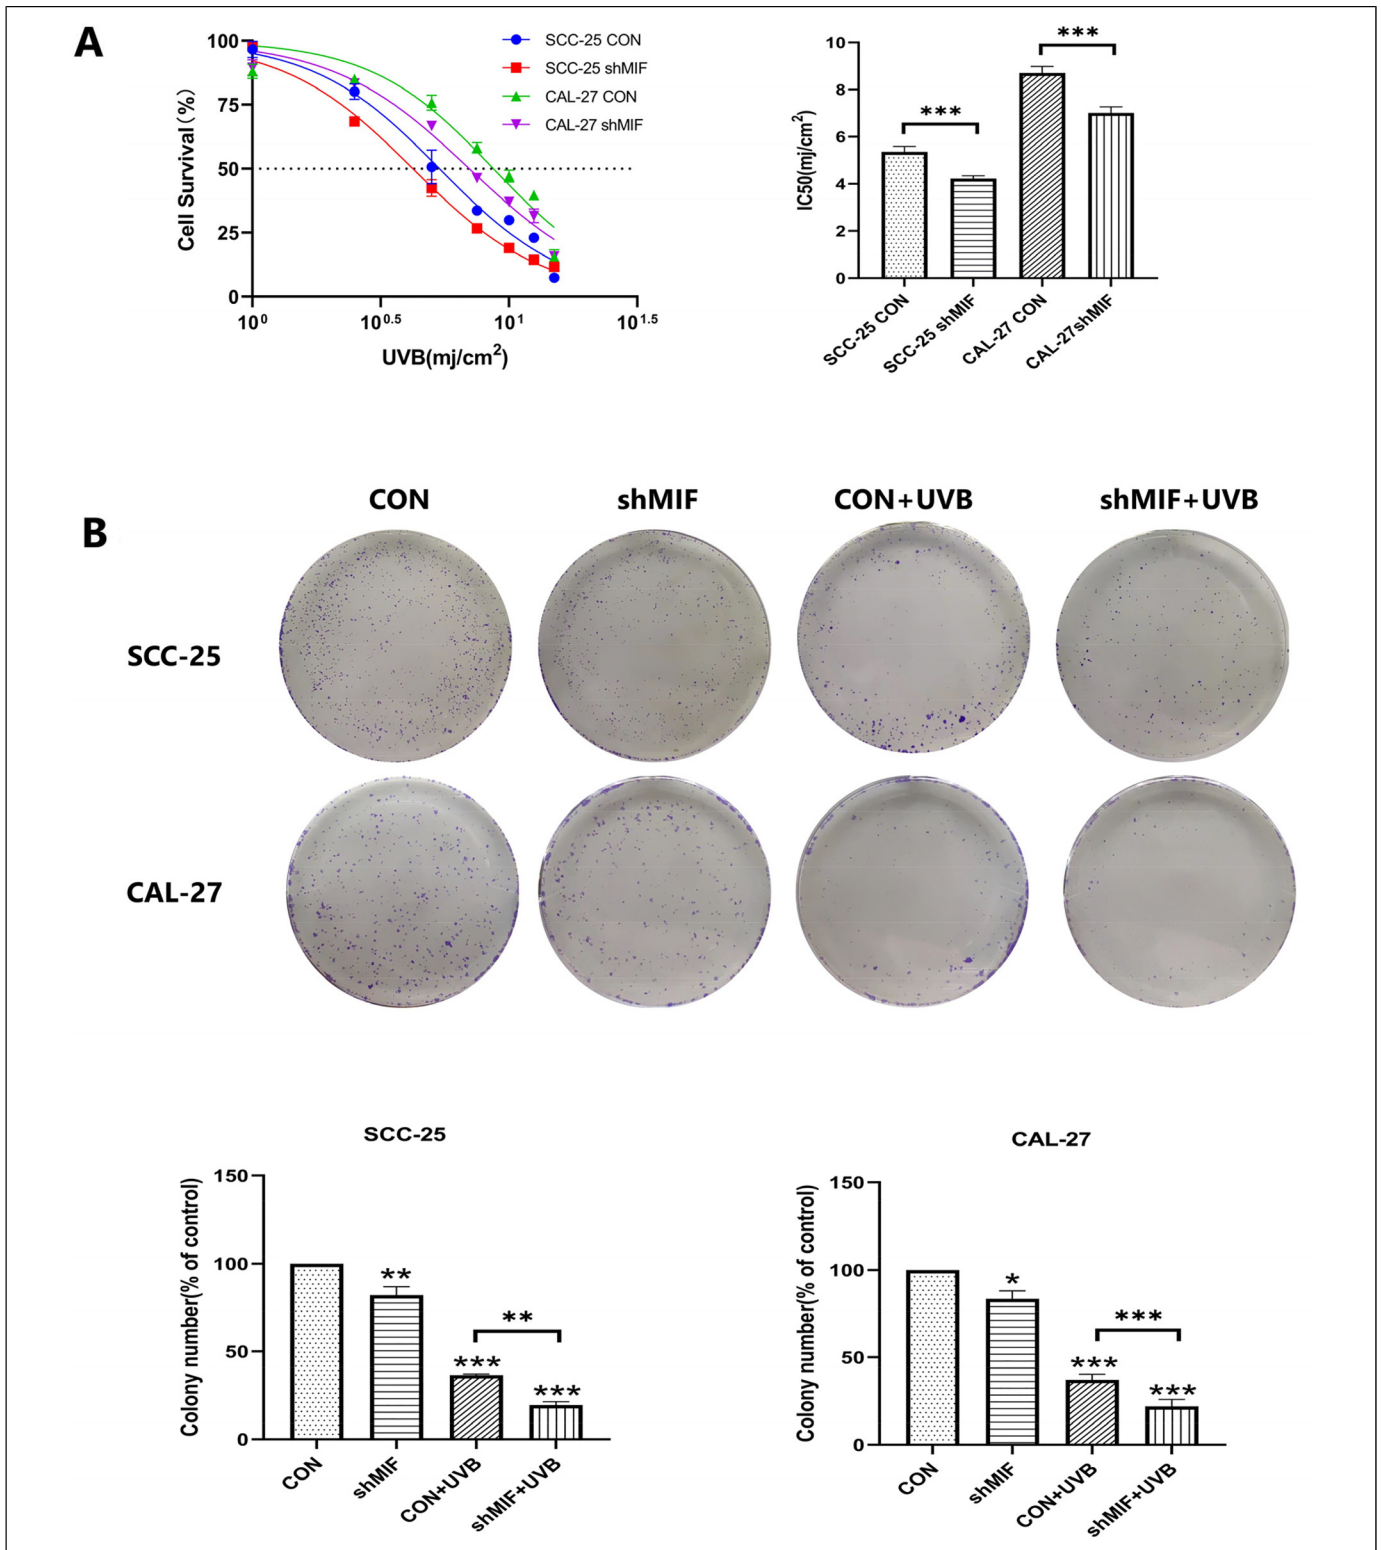 A
100
75
50
25
0
Cell Survival (%)
10⁰
10⁰·⁵
10¹
10¹·⁵
UVB(mj/cm²)
SCC-25 CON
SCC-25 shMIF
CAL-27 CON
CAL-27 shMIF
10
8
6
4
2
0
IC50(mj/cm²)
***
***
SCC-25 CON
SCC-25 shMIF
CAL-27 CON
CAL-27shMIF
B
CON shMIF CON+UVB shMIF+UVB
SCC-25
CAL-27
SCC-25
150
100
50
0
Colony number(% of control)
**
***
**
***
CON
shMIF
CON+UVB
shMIF+UVB
CAL-27
150
100
50
0
Colony number(% of control)
*
***
***
***
CON
shMIF
CON+UVB
shMIF+UVB